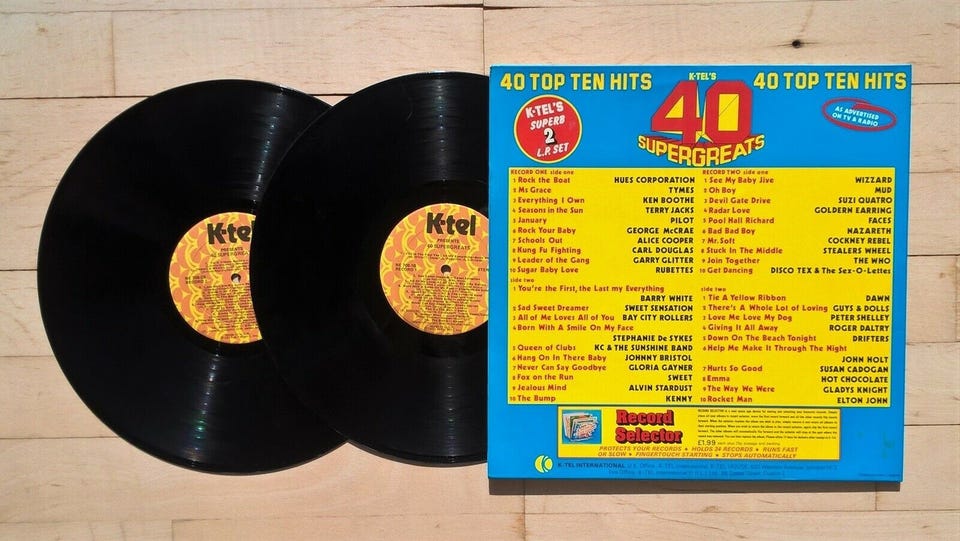 K-tel
PRESENTS
40 SUPERGREATS
K-tel
PRESENTS
40 SUPERGREATS
40 TOP TEN HITS
K-TEL'S
40
SUPERGREATS
40 TOP TEN HITS
K-TEL'S
SUPERB
2
L.P. SET
AS ADVERTISED
ON TV & RADIO
RECORD ONE side one
1 Rock the Boat HUES CORPORATION
2 Ms Grace TYMES
3 Everything I Own KEN BOOTHE
4 Seasons in the Sun TERRY JACKS
5 January PILOT
6 Rock Your Baby GEORGE McCRAE
7 Schools Out ALICE COOPER
8 Kung Fu Fighting CARL DOUGLAS
9 Leader of the Gang GARRY GLITTER
10 Sugar Baby Love RUBETTES
side two
1 You're the First, the Last my Everything
BARRY WHITE
2 Sad Sweet Dreamer SWEET SENSATION
3 All of Me Loves All of You BAY CITY ROLLERS
4 Born With A Smile On My Face
STEPHANIE De SYKES
5 Queen of Clubs KC & THE SUNSHINE BAND
6 Hang On In There Baby JOHNNY BRISTOL
7 Never Can Say Goodbye GLORIA GAYNER
8 Fox on the Run SWEET
9 Jealous Mind ALVIN STARDUST
10 The Bump KENNY
RECORD TWO side one
1 See My Baby Jive WIZZARD
2 Oh Boy MUD
3 Devil Gate Drive SUZI QUATRO
4 Radar Love GOLDERN EARRING
5 Pool Hall Richard FACES
6 Bad Bad Boy NAZARETH
7 Mr. Soft COCKNEY REBEL
8 Stuck In The Middle STEALERS WHEEL
9 Join Together THE WHO
10 Get Dancing DISCO TEX & The Sex-O-Lettes
side two
1 Tie A Yellow Ribbon DAWN
2 There's A Whole Lot of Loving GUYS & DOLLS
3 Love Me Love My Dog PETER SHELLEY
4 Giving It All Away ROGER DALTRY
5 Down On The Beach Tonight DRIFTERS
6 Help Me Make It Through The Night
JOHN HOLT
7 Hurts So Good SUSAN CADOGAN
8 Emma HOT CHOCOLATE
9 The Way We Were GLADYS KNIGHT
10 Rocket Man ELTON JOHN
Record
Selector
£1.99
PROTECTS YOUR RECORDS • HOLDS 24 RECORDS • RUNS FAST
OR SLOW • FINGERTOUCH STARTING • STOPS AUTOMATICALLY
K-TEL INTERNATIONAL